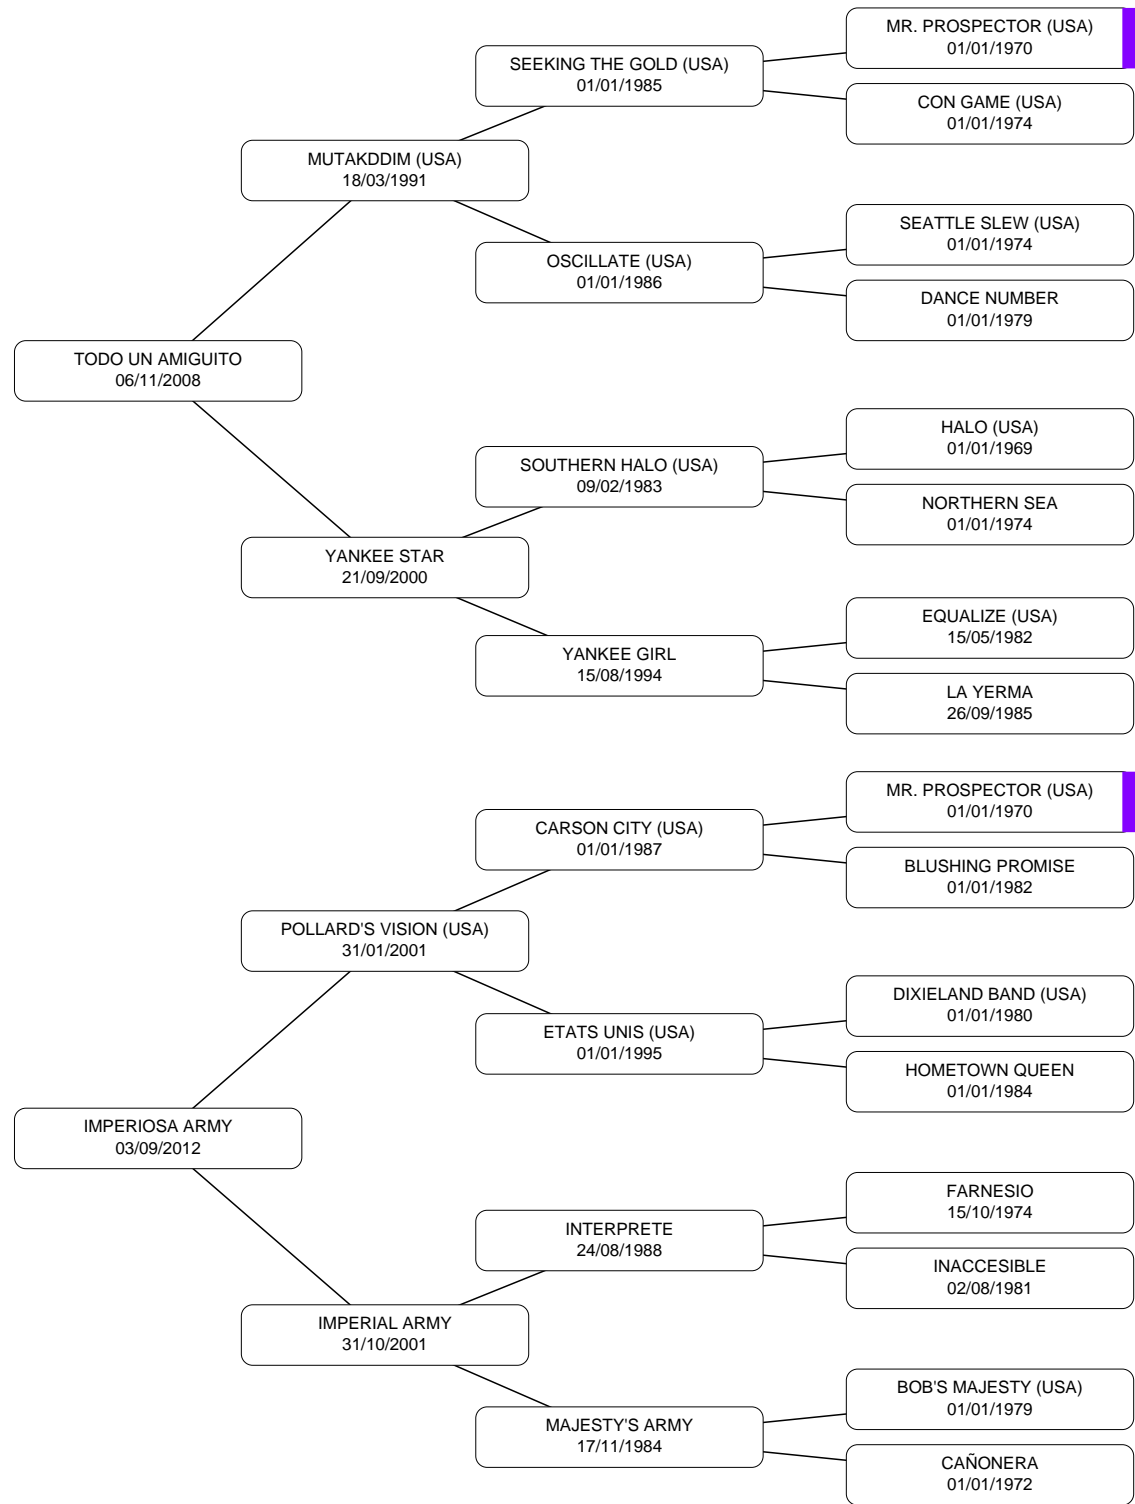 MR. PROSPECTOR (USA)
01/01/1970
SEEKING THE GOLD (USA)
01/01/1985
CON GAME (USA)
01/01/1974
MUTAKDDIM (USA)
18/03/1991
SEATTLE SLEW (USA)
01/01/1974
OSCILLATE (USA)
01/01/1986
DANCE NUMBER
01/01/1979
TODO UN AMIGUITO
06/11/2008
HALO (USA)
01/01/1969
SOUTHERN HALO (USA)
09/02/1983
NORTHERN SEA
01/01/1974
YANKEE STAR
21/09/2000
EQUALIZE (USA)
15/05/1982
YANKEE GIRL
15/08/1994
LA YERMA
26/09/1985
MR. PROSPECTOR (USA)
01/01/1970
CARSON CITY (USA)
01/01/1987
BLUSHING PROMISE
01/01/1982
POLLARD'S VISION (USA)
31/01/2001
DIXIELAND BAND (USA)
01/01/1980
ETATS UNIS (USA)
01/01/1995
HOMETOWN QUEEN
01/01/1984
IMPERIOSA ARMY
03/09/2012
FARNESIO
15/10/1974
INTERPRETE
24/08/1988
INACCESIBLE
02/08/1981
IMPERIAL ARMY
31/10/2001
BOB'S MAJESTY (USA)
01/01/1979
MAJESTY'S ARMY
17/11/1984
CAÑONERA
01/01/1972